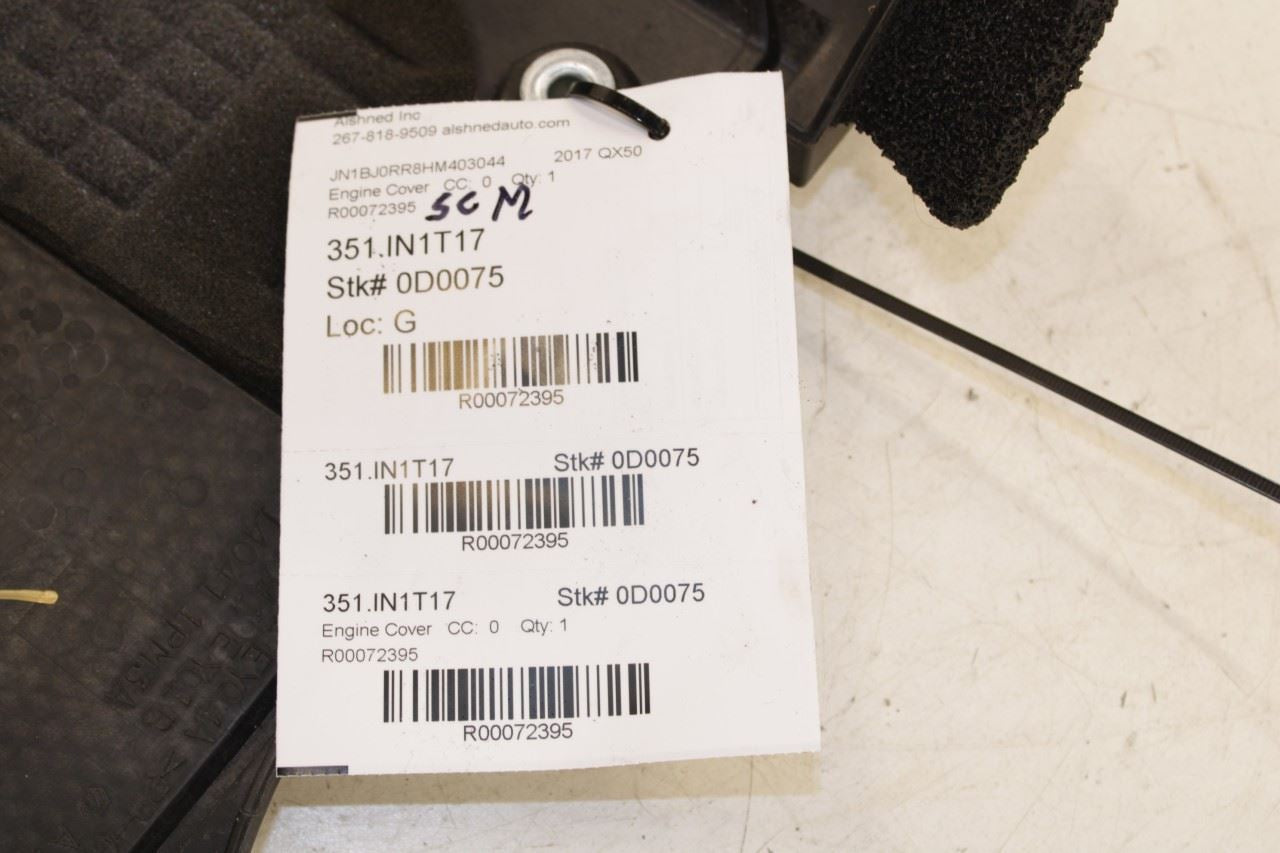 Alshned Inc
267-818-9509 alshnedauto.com
JN1BJ0RR8HM403044 2017 QX50
Engine Cover CC: 0 Qty: 1
R00072395 SCM
351.IN1T17
Stk# 0D0075
Loc: G
R00072395
351.IN1T17 Stk# 0D0075
R00072395
351.IN1T17 Stk# 0D0075
Engine Cover CC: 0 Qty: 1
R00072395
R00072395